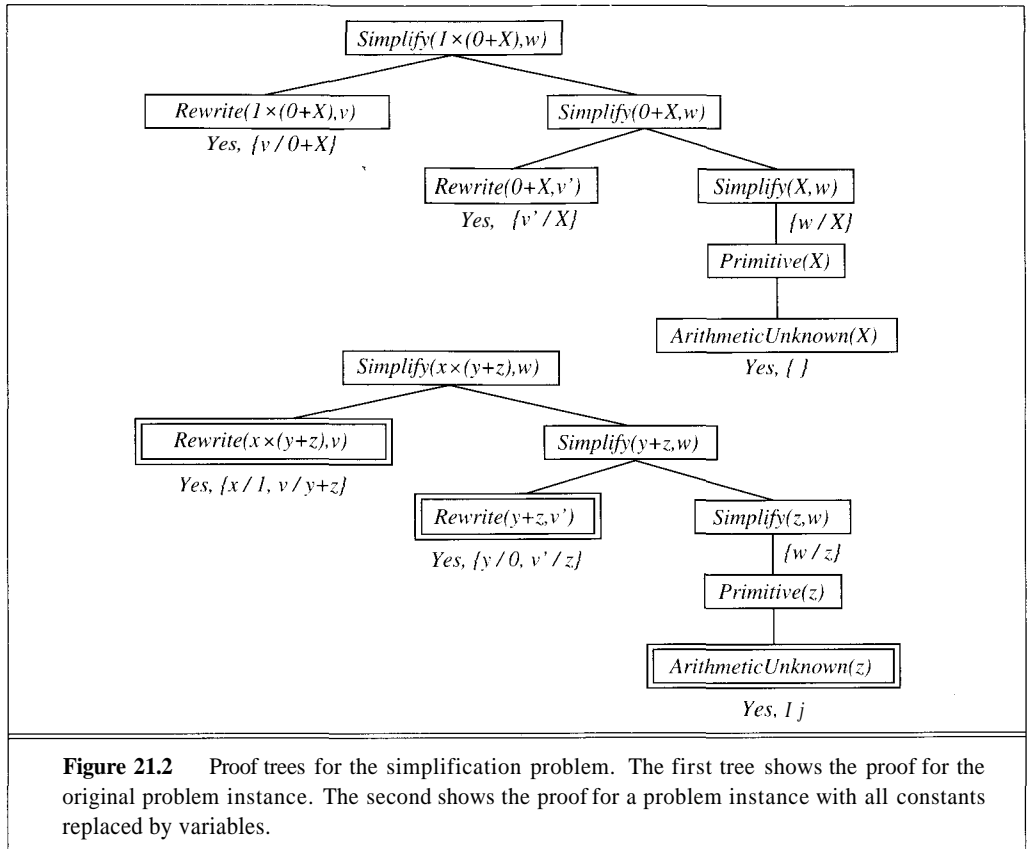 Simplify(1×(0+X),w)
Rewrite(1×(0+X),v)
Simplify(0+X,w)
Yes, {v / 0+X}
Rewrite(0+X,v')
Simplify(X,w)
Yes, {v' / X}
{w / X}
Primitive(X)
ArithmeticUnknown(X)
Yes, { }
Simplify(x×(y+z),w)
Rewrite(x×(y+z),v)
Simplify(y+z,w)
Yes, {x / 1, v / y+z}
Rewrite(y+z,v')
Simplify(z,w)
Yes, {y / 0, v' / z}
{w / z}
Primitive(z)
ArithmeticUnknown(z)
Yes, I j
Figure 21.2 Proof trees for the simplification problem. The first tree shows the proof for the
original problem instance. The second shows the proof for a problem instance with all constants
replaced by variables.